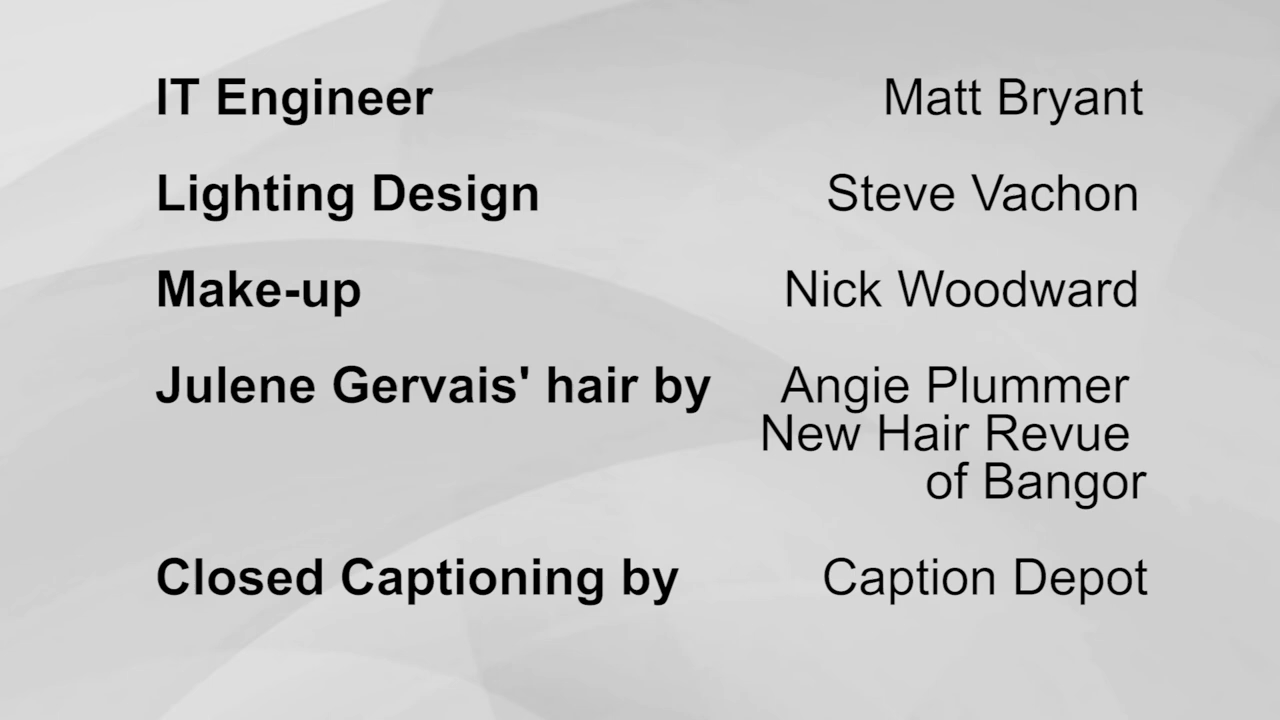 IT Engineer Matt Bryant
Lighting Design Steve Vachon
Make-up Nick Woodward
Julene Gervais' hair by Angie Plummer
New Hair Revue
of Bangor
Closed Captioning by Caption Depot